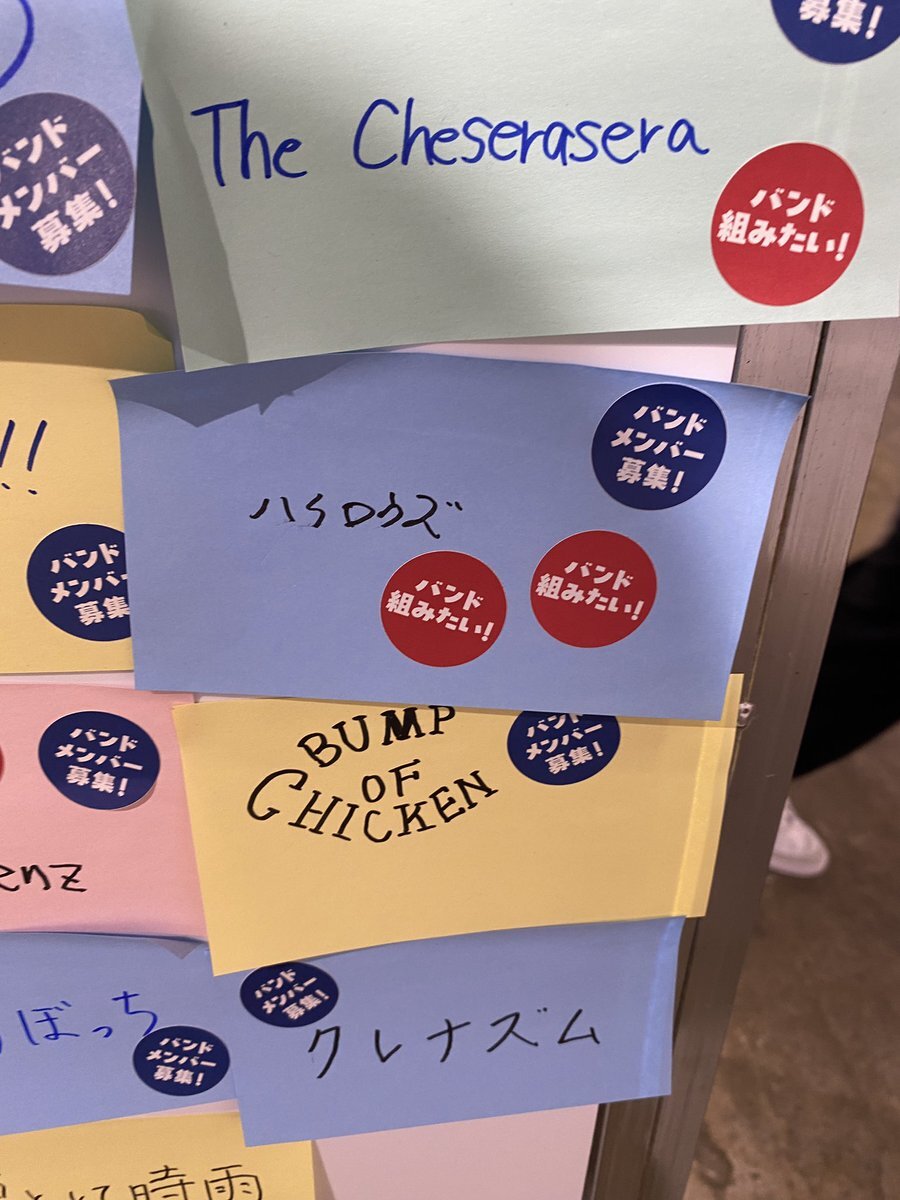 募集!
The Cheserasera
バンド
メンバー
募集!
バンド
組みたい!
!!
バンド
メンバー
募集!
ハイロウズ
バンド
組みたい!
バンド
組みたい!
バンド
メンバー
募集
バンド
メンバー
募集!
enz
BUMP
OF
CHICKEN
バンド
メンバー
募集!
ぼっち
バンド
メンバー
募集!
バンド
メンバー
募集!
クレナズム
時雨